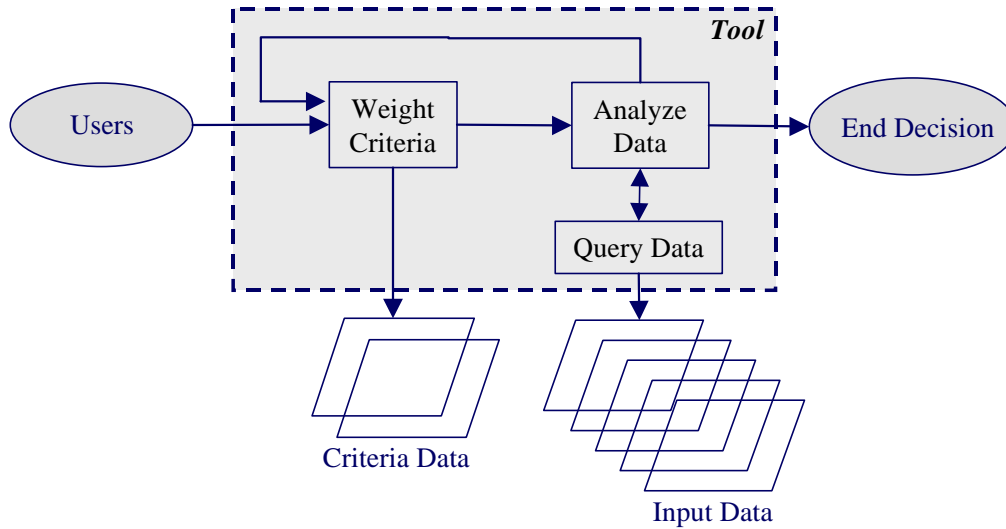 Tool
Users
Weight
Criteria
Analyze
Data
End Decision
Query Data
Criteria Data
Input Data